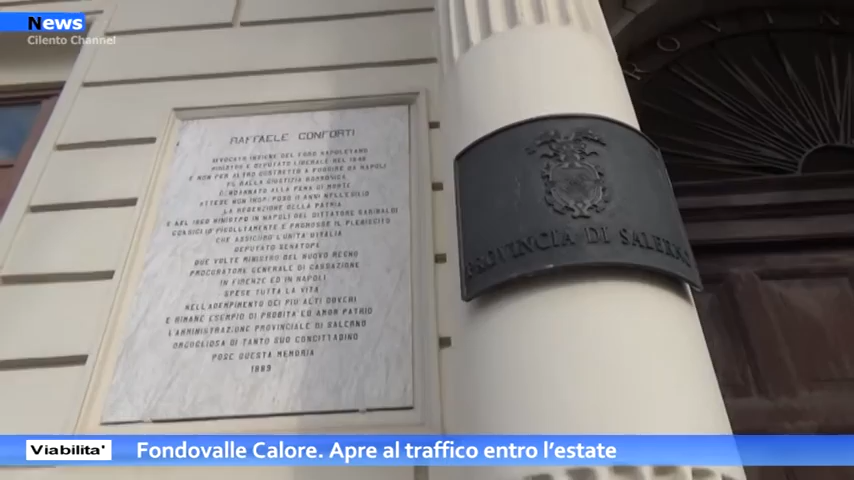 News
Cilento Channel
RAFFAELE CONFORTI
AVVOCATO INSIGNE DEL FORO NAPOLETANO
MINISTRO E DEPUTATO LIBERALE NEL 1848
E NON PER ALTRO COSTRETTO A FUGGIRE DA NAPOLI
E DALLA GIUSTIZIA BORBONICA
CONDANNATO ALLA PENA DI MORTE
ATTESE NON INOPEROSO 11 ANNI NELL'ESILIO
LA REDENZIONE DELLA PATRIA
E NEL 1860 MINISTRO IN NAPOLI DEL DITTATORE GARIBALDI
CONSIGLIO RISOLUTAMENTE E PROMOSSE IL PLEBISCITO
CHE ASSICURO L'UNITA D'ITALIA
DEPUTATO SENATORE
DUE VOLTE MINISTRO DEL NUOVO REGNO
PROCURATORE GENERALE DI CASSAZIONE
IN FIRENZE ED IN NAPOLI
SPESE TUTTA LA VITA
NELL'ADEMPIMENTO DEI PIU ALTI DOVERI
E RIMANE ESEMPIO DI PROBITA ED AMOR PATRIO
L'AMMINISTRAZIONE PROVINCIALE DI SALERNO
ORGOGLIOSA DI TANTO SUO CONCITTADINO
POSE QUESTA MEMORIA
PROVINCIA DI SALERNO
Viabilita'
Fondovalle Calore. Apre al traffico entro l'estate